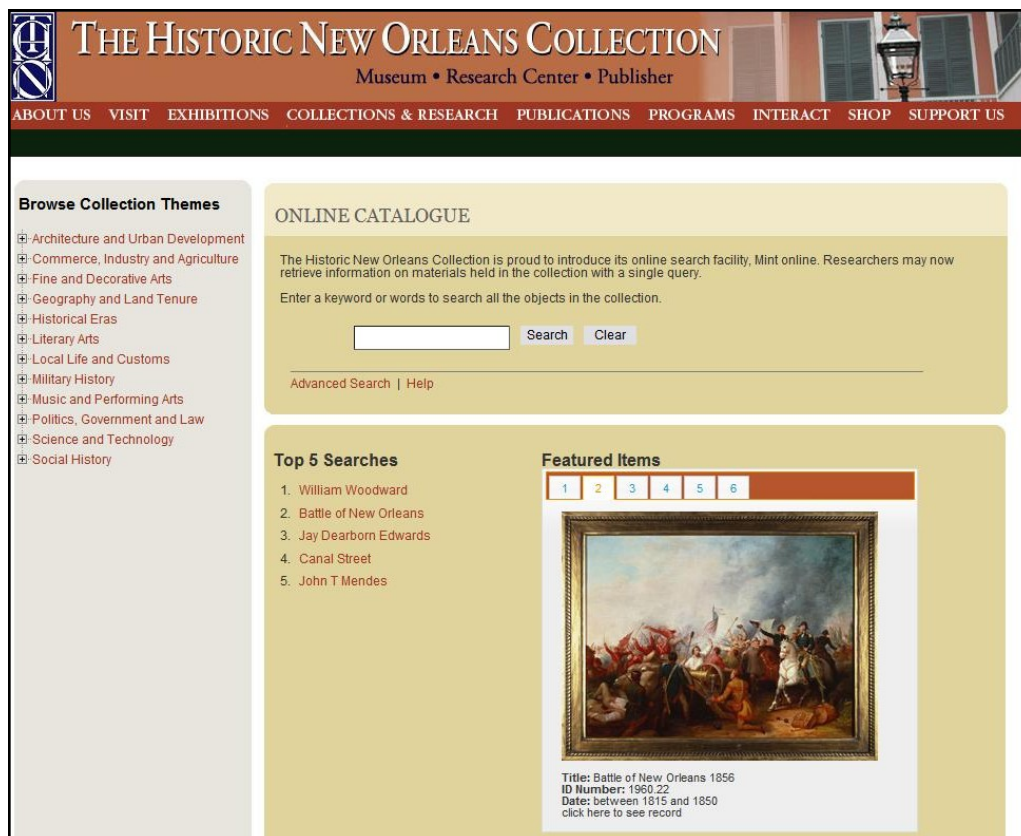 THE HISTORIC NEW ORLEANS COLLECTION
Museum • Research Center • Publisher
ABOUT US VISIT EXHIBITIONS COLLECTIONS & RESEARCH PUBLICATIONS PROGRAMS INTERACT SHOP SUPPORT US
Browse Collection Themes
Architecture and Urban Development
Commerce, Industry and Agriculture
Fine and Decorative Arts
Geography and Land Tenure
Historical Eras
Literary Arts
Local Life and Customs
Military History
Music and Performing Arts
Politics, Government and Law
Science and Technology
Social History
ONLINE CATALOGUE
The Historic New Orleans Collection is proud to introduce its online search facility, Mint online. Researchers may now
retrieve information on materials held in the collection with a single query.
Enter a keyword or words to search all the objects in the collection.
Search Clear
Advanced Search | Help
Top 5 Searches
1. William Woodward
2. Battle of New Orleans
3. Jay Dearborn Edwards
4. Canal Street
5. John T Mendes
Featured Items
1 2 3 4 5 6
Title: Battle of New Orleans 1856
ID Number: 1960.22
Date: between 1815 and 1850
click here to see record